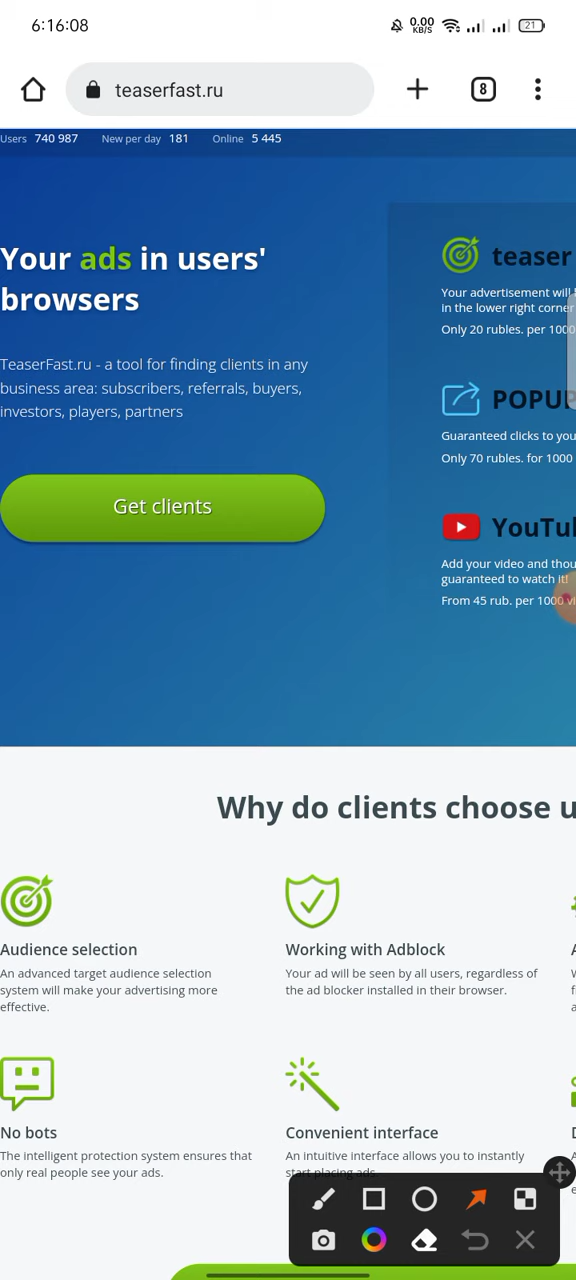 6:16:08
0.00
KB/S
21
teaserfast.ru
8
Users 740 987 New per day 181 Online 5 445
Your ads in users'
browsers
TeaserFast.ru - a tool for finding clients in any
business area: subscribers, referrals, buyers,
investors, players, partners
Get clients
teaser
Your advertisement will
in the lower right corner
Only 20 rubles. per 1000
POPUP
Guaranteed clicks to you
Only 70 rubles. for 1000
YouTu
Add your video and thou
guaranteed to watch it!
From 45 rub. per 1000 vi
Why do clients choose u
Audience selection
An advanced target audience selection
system will make your advertising more
effective.
Working with Adblock
Your ad will be seen by all users, regardless of
the ad blocker installed in their browser.
No bots
The intelligent protection system ensures that
only real people see your ads.
Convenient interface
An intuitive interface allows you to instantly
start placing ads.